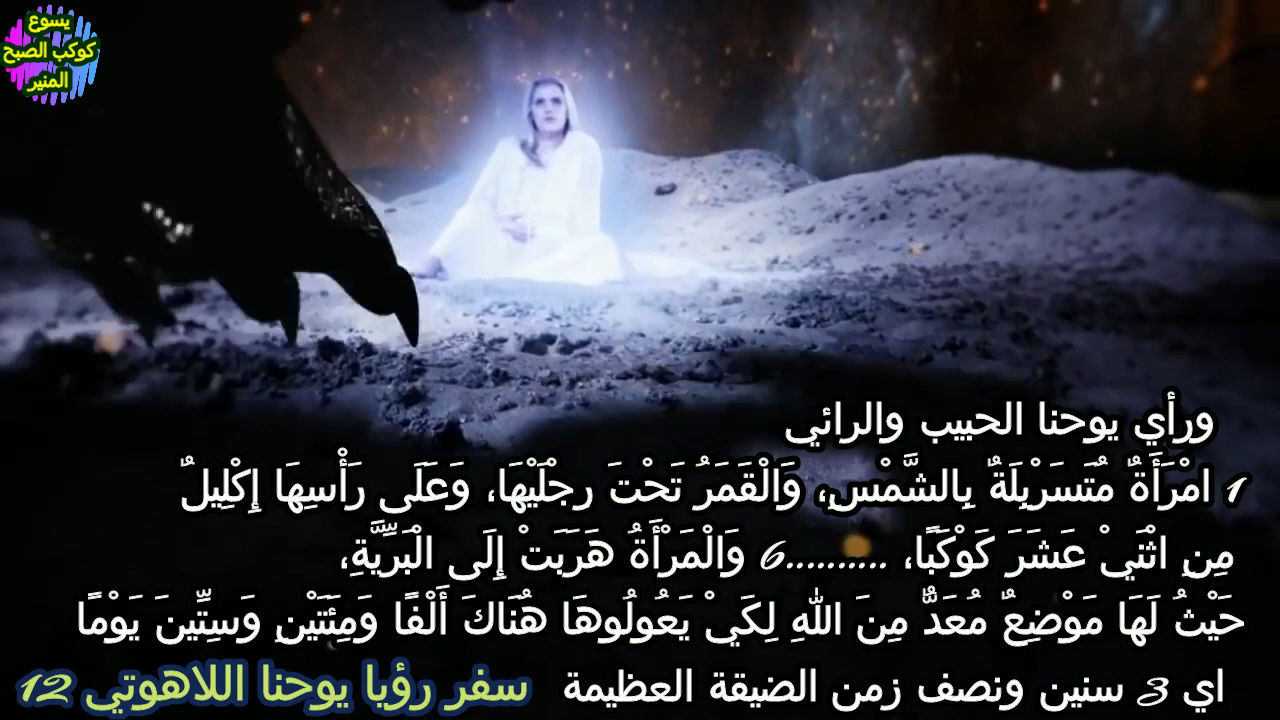 يسوع
كوكب الصبح
المنير
ورأي يوحنا الحبيب والرائي
1 امْرَأَةٌ مُتَسَرْبِلَةٌ بِالشَّمْسِ، وَالْقَمَرُ تَحْتَ رِجْلَيْهَا، وَعَلَى رَأْسِهَا إِكْلِيلٌ
مِنِ اثْنَيْ عَشَرَ كَوْكَبًا، ..........6 وَالْمَرْأَةُ هَرَبَتْ إِلَى الْبَرِّيَّةِ،
حَيْثُ لَهَا مَوْضِعٌ مُعَدٌّ مِنَ اللهِ لِكَيْ يَعُولُوهَا هُنَاكَ أَلْفًا وَمِئَتَيْنِ وَسِتِّينَ يَوْمًا
اي 3 سنين ونصف زمن الضيقة العظيمة سفر رؤيا يوحنا اللاهوتي 12